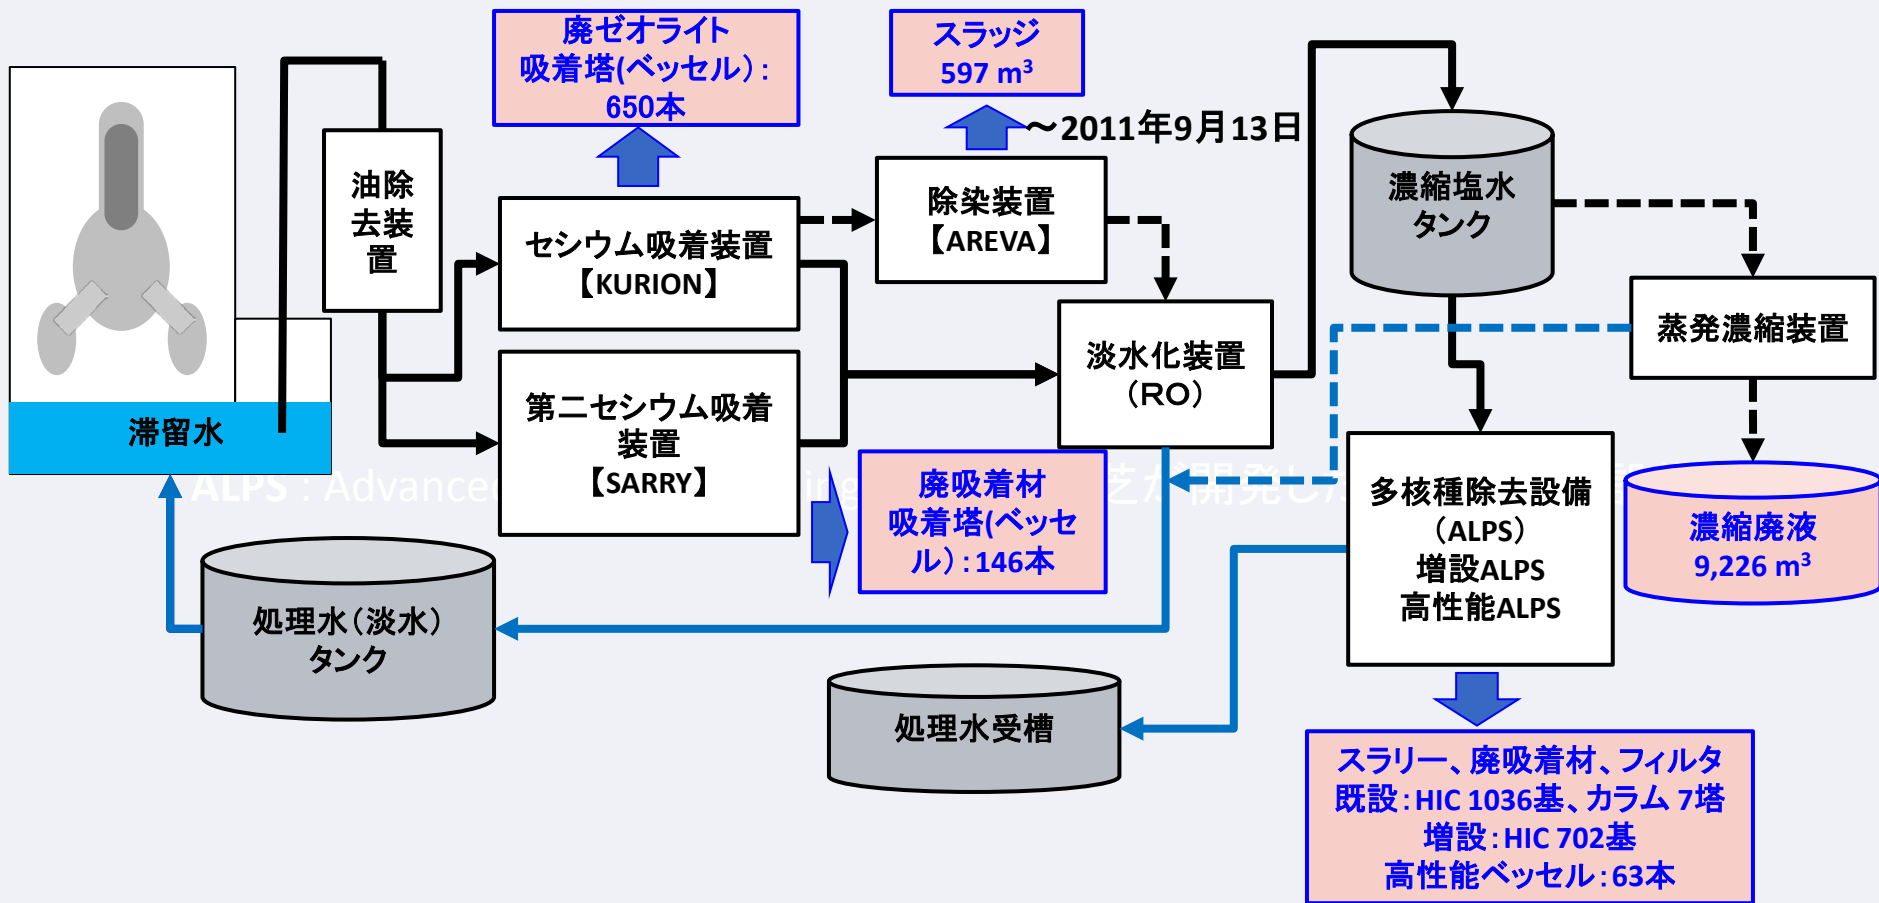 廃ゼオライト
吸着塔(ベッセル）：
650本
スラッジ
597 m³
～2011年9月13日
油除
去装
置
セシウム吸着装置
【KURION】
除染装置
【AREVA】
濃縮塩水
タンク
蒸発濃縮装置
淡水化装置
（ＲＯ）
第二セシウム吸着
装置
【SARRY】
滞留水
ALPS : Advance
芝が開発した
廃吸着材
吸着塔(ベッセ
ル）：146本
多核種除去設備
（ALPS）
増設ALPS
高性能ALPS
濃縮廃液
9,226 m³
処理水（淡水）
タンク
処理水受槽
スラリー、廃吸着材、フィルタ
既設：HIC 1036基、カラム 7塔
増設：HIC 702基
高性能ベッセル：63本